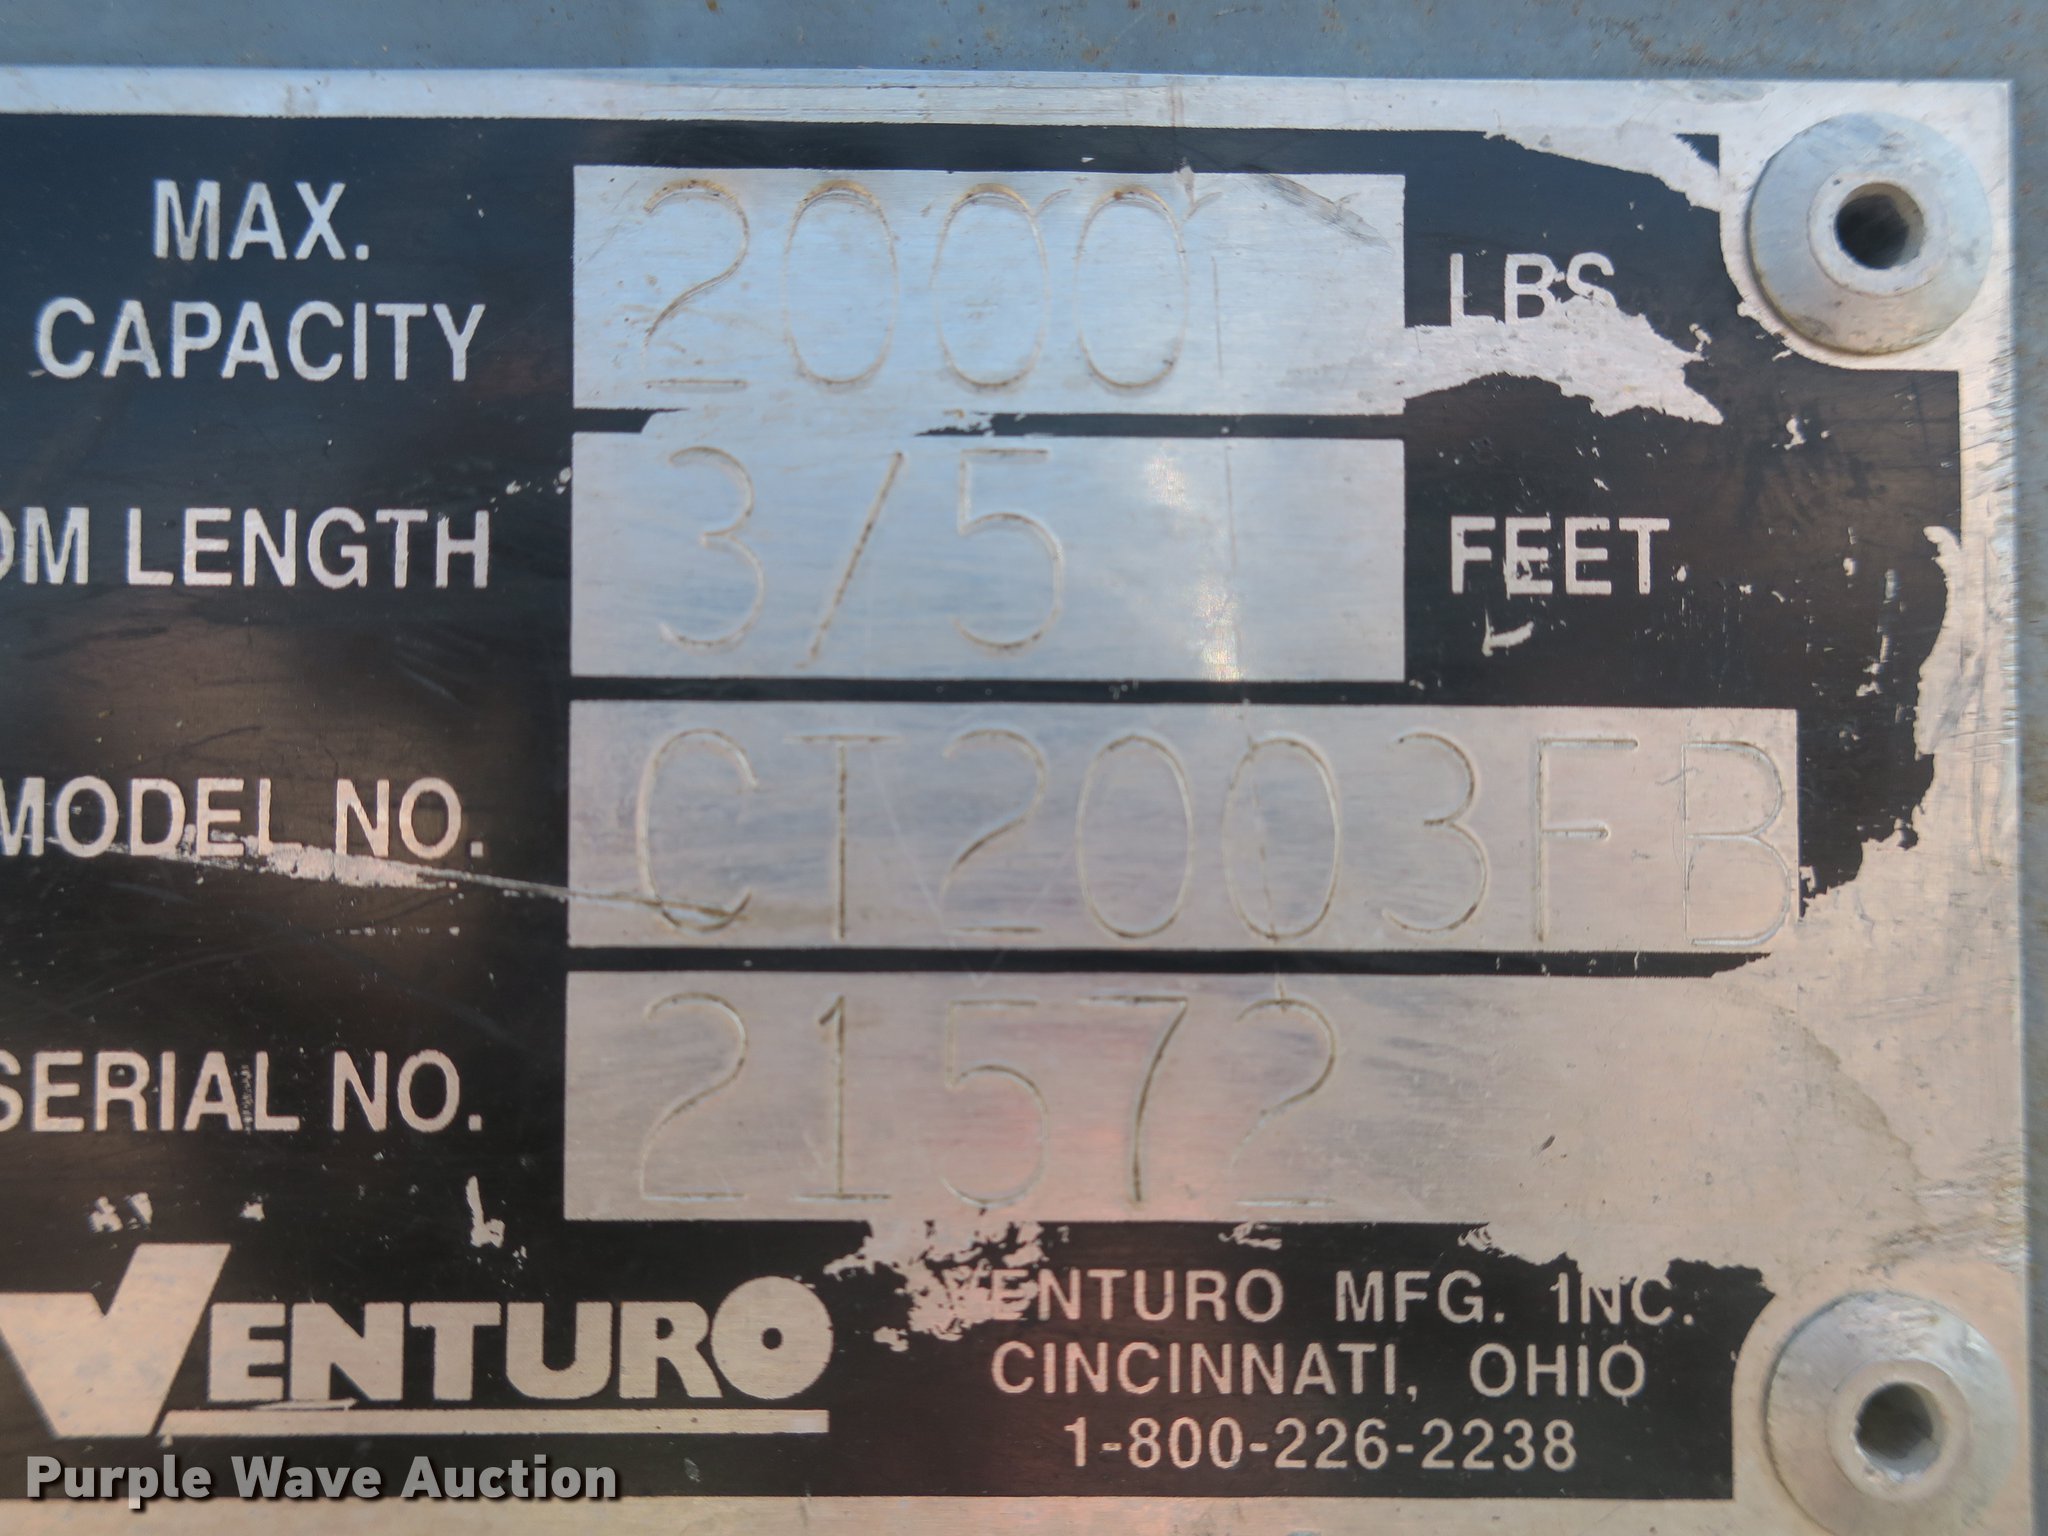 MAX. CAPACITY 2000 LBS
OM LENGTH 3/5 FEET
MODEL NO. CT2003FB
SERIAL NO. 21572
VENTURO
VENTURO MFG. INC.
CINCINNATI, OHIO
1-800-226-2238
Purple Wave Auction